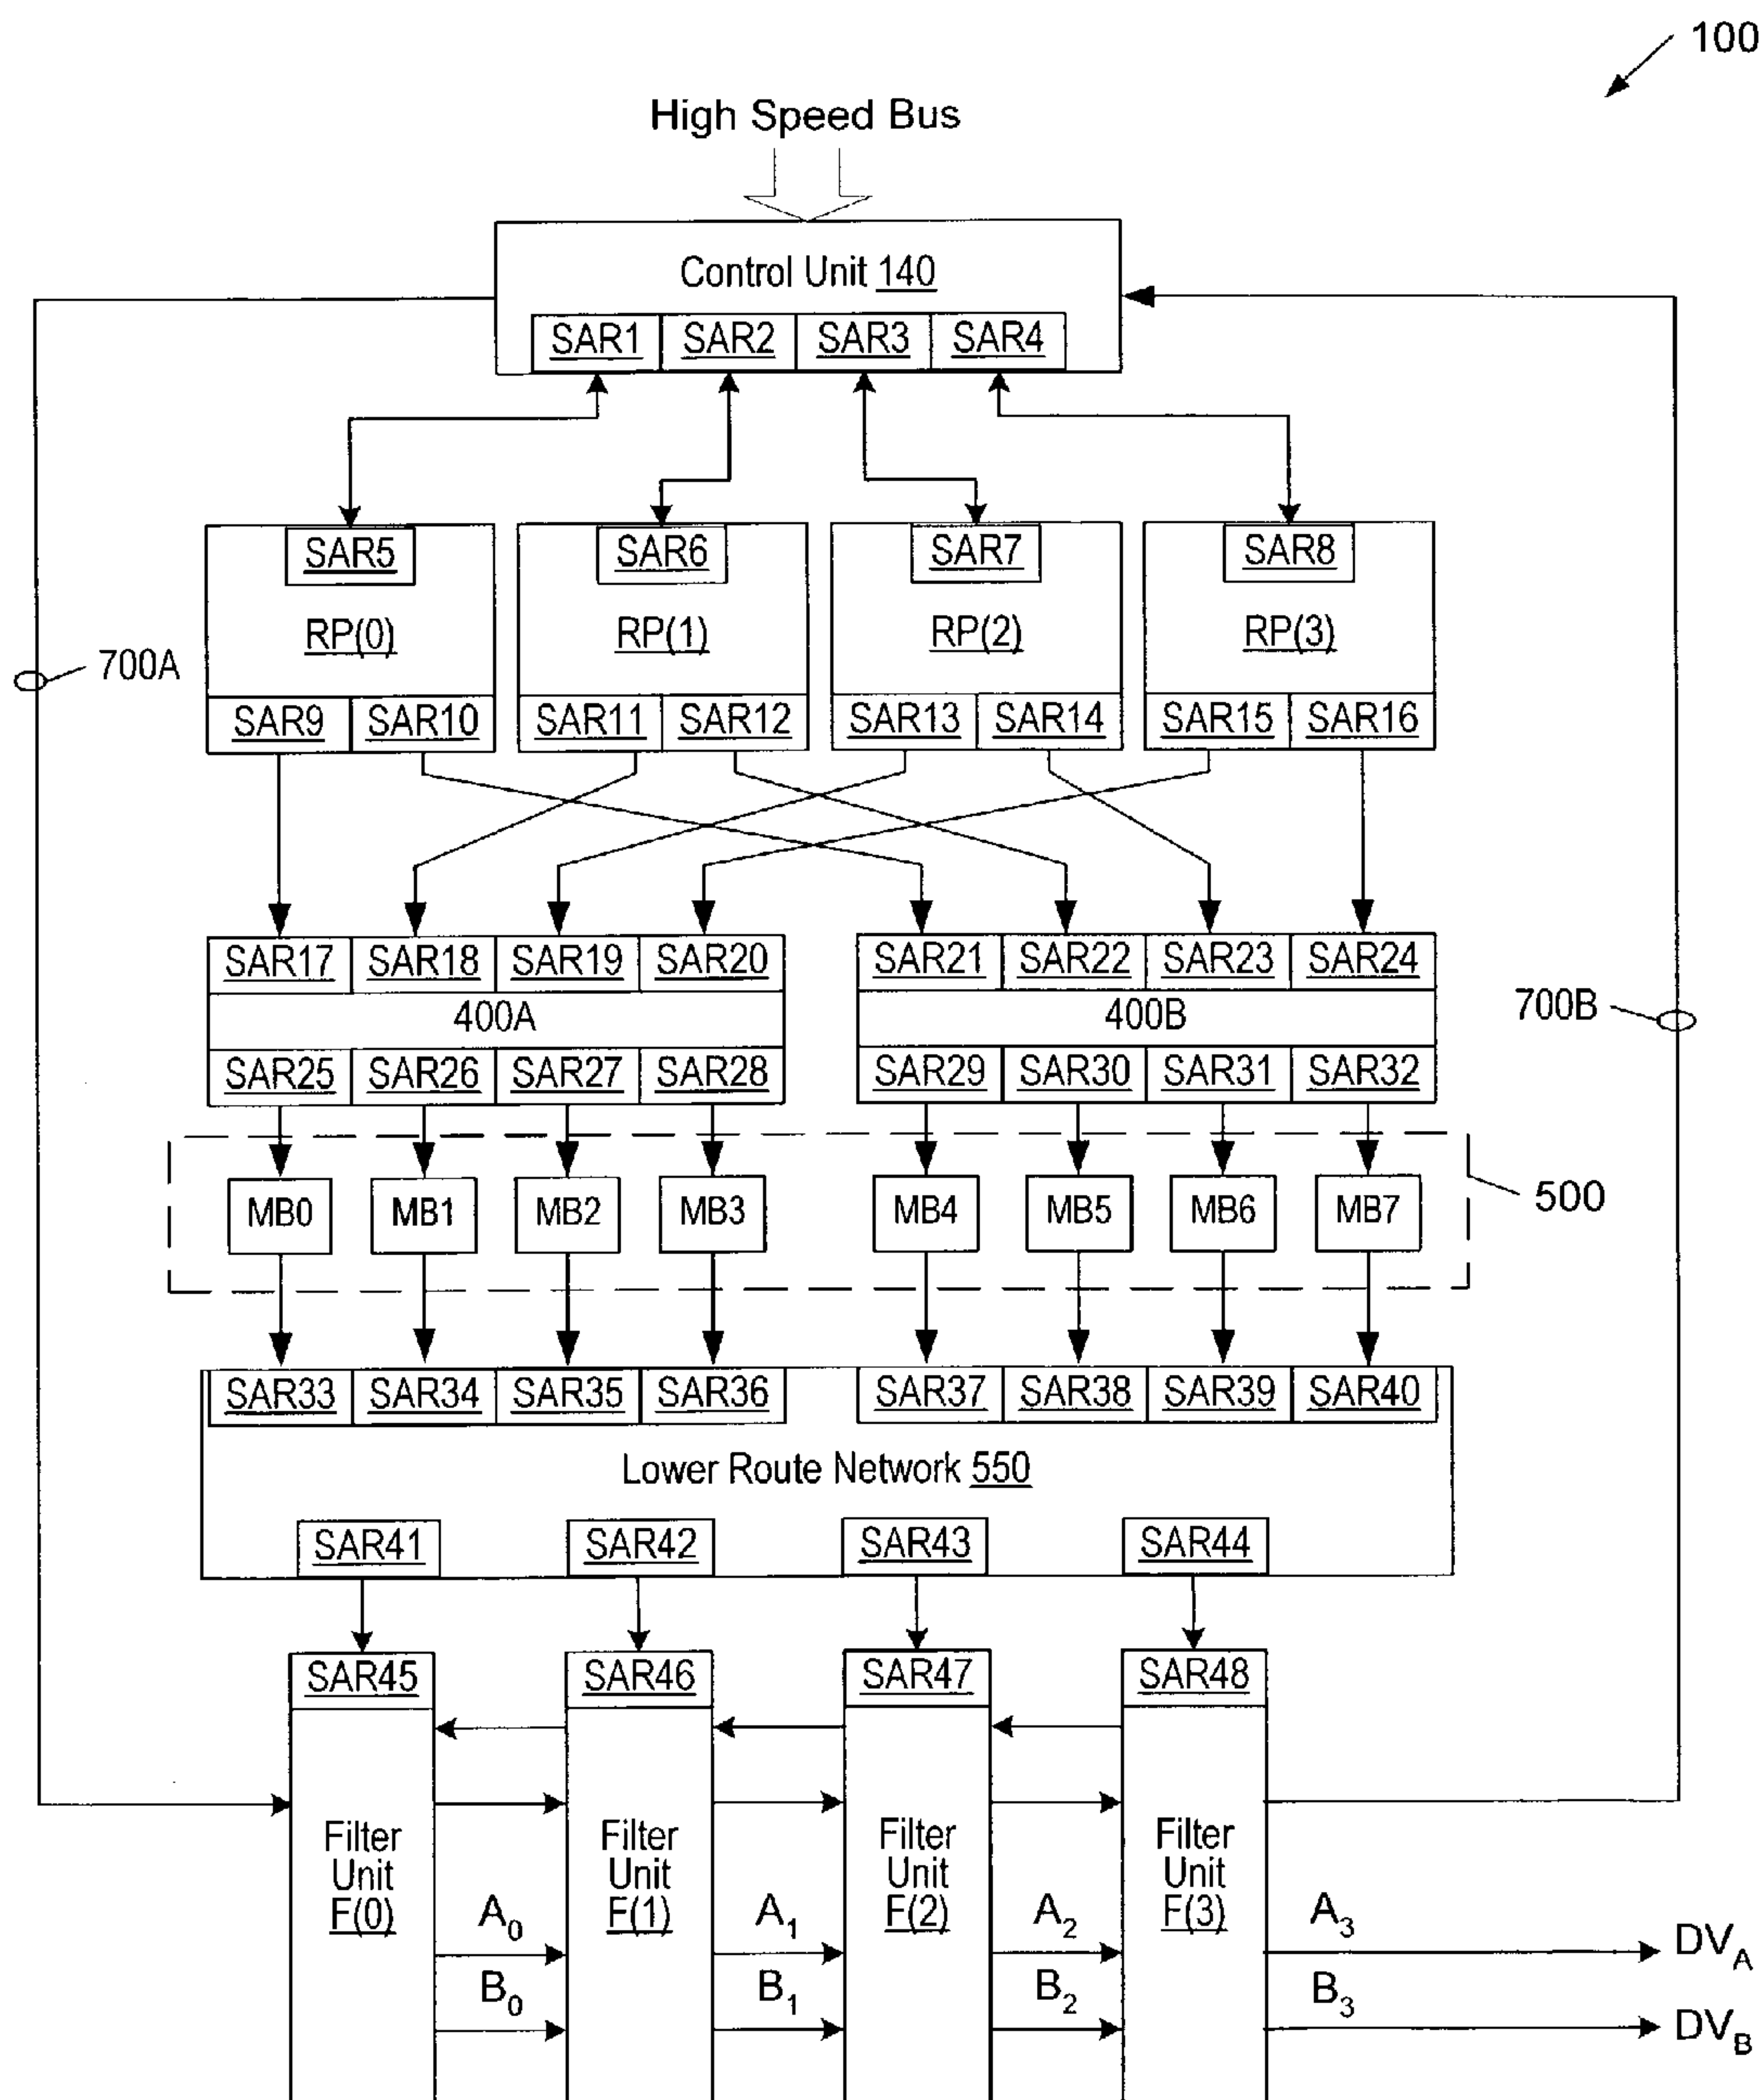 100
High Speed Bus
Control Unit 140
SAR1 SAR2 SAR3 SAR4
SAR5 SAR6 SAR7 SAR8
RP(0) RP(1) RP(2) RP(3)
700A
SAR9 SAR10 SAR11 SAR12 SAR13 SAR14 SAR15 SAR16
SAR17 SAR18 SAR19 SAR20 SAR21 SAR22 SAR23 SAR24
400A 400B
700B
SAR25 SAR26 SAR27 SAR28 SAR29 SAR30 SAR31 SAR32
MB0 MB1 MB2 MB3 MB4 MB5 MB6 MB7
500
SAR33 SAR34 SAR35 SAR36 SAR37 SAR38 SAR39 SAR40
Lower Route Network 550
SAR41 SAR42 SAR43 SAR44
SAR45 SAR46 SAR47 SAR48
Filter Unit F(0)
Filter Unit F(1)
Filter Unit F(2)
Filter Unit F(3)
A0 A1 A2 A3 DVA
B0 B1 B2 B3 DVB